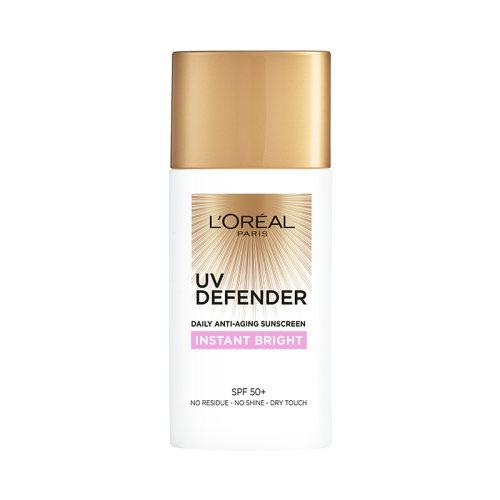 L'ORÉAL
PARIS
UV
DEFENDER
DAILY ANTI-AGING SUNSCREEN
INSTANT BRIGHT
SPF 50+
NO RESIDUE - NO SHINE - DRY TOUCH